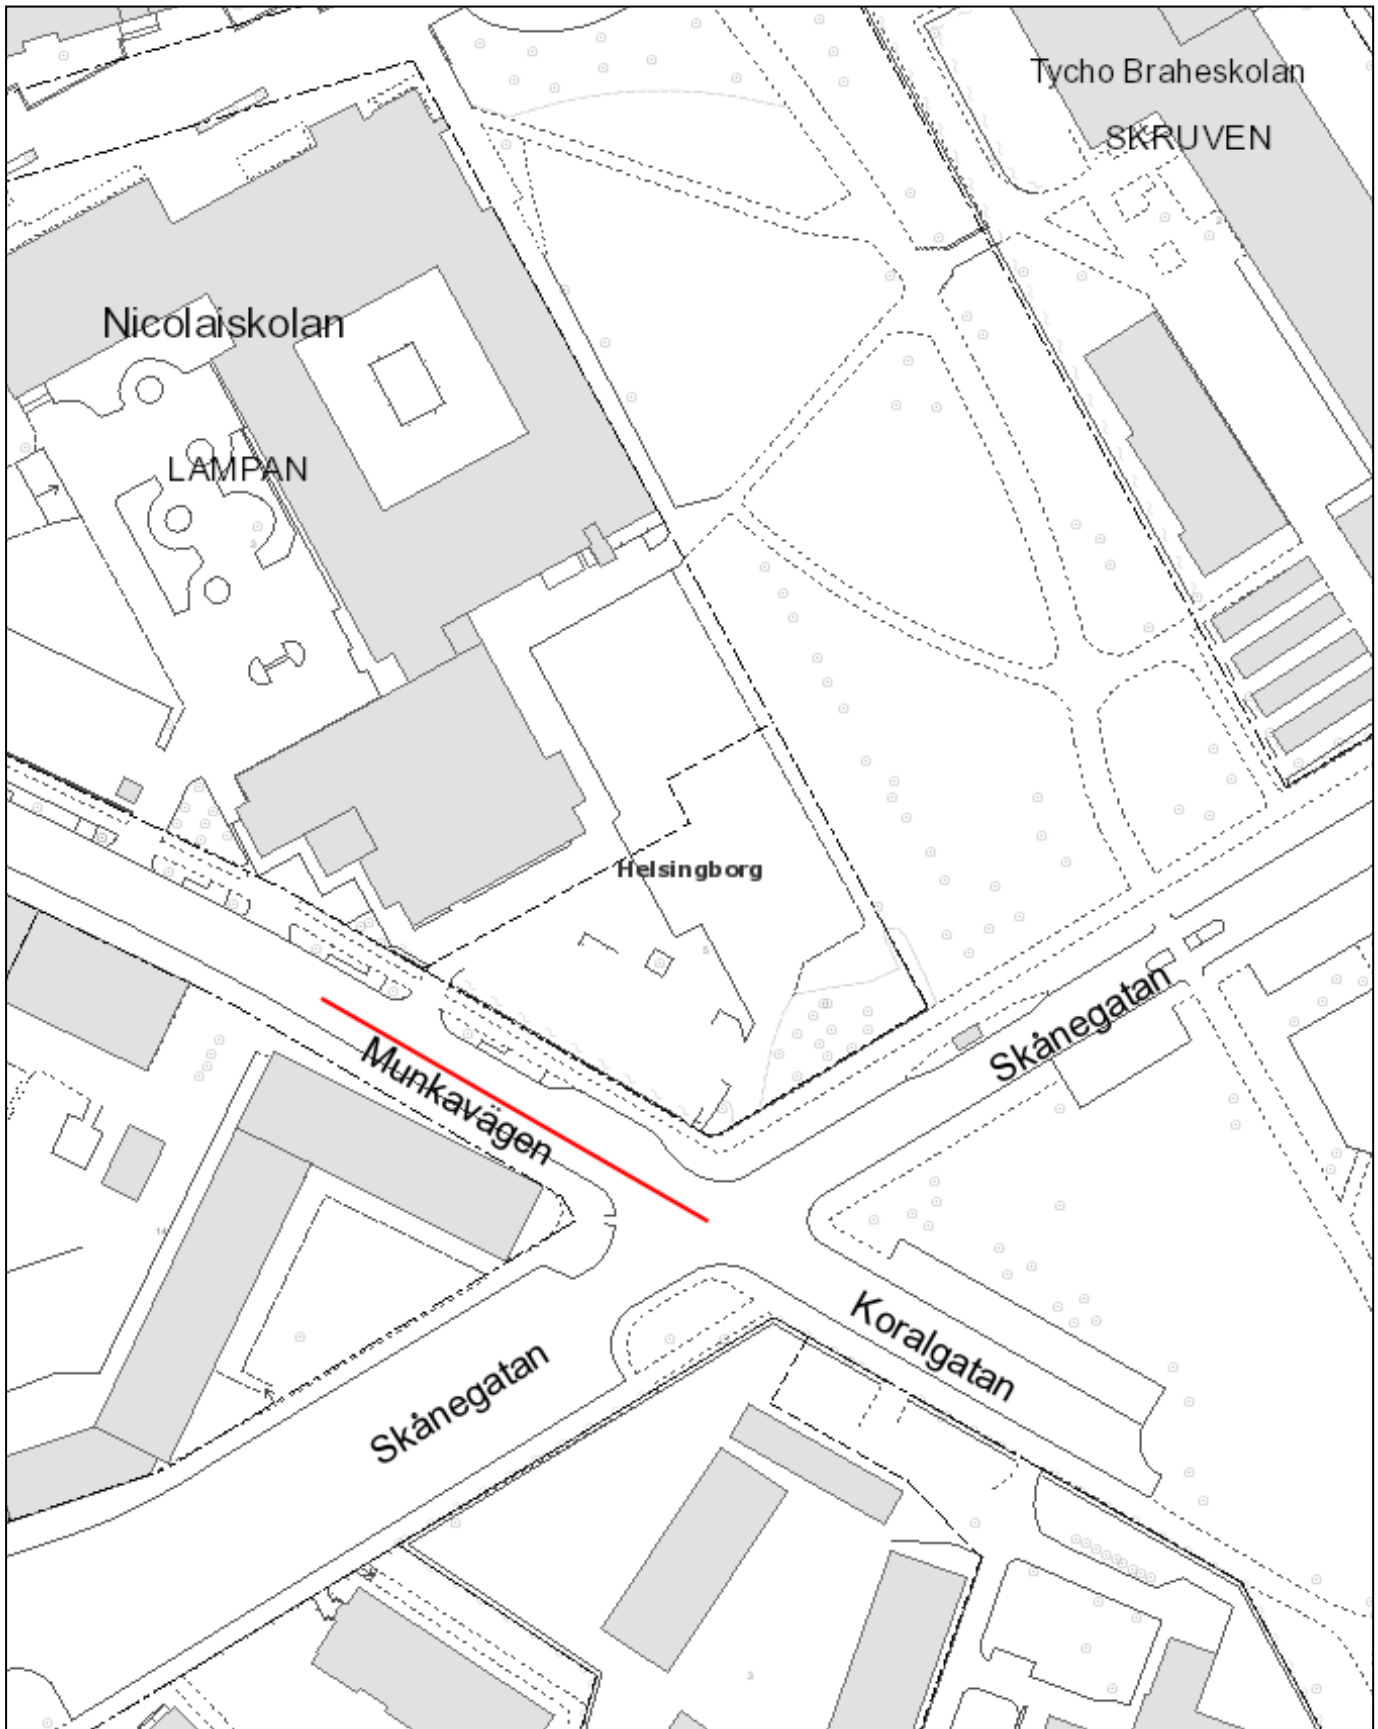 Tycho Braheskolan
SKRUVEN
Nicolaiskolan
LAMPAN
Helsingborg
Skånegatan
Munkavägen
Koralgatan
Skånegatan